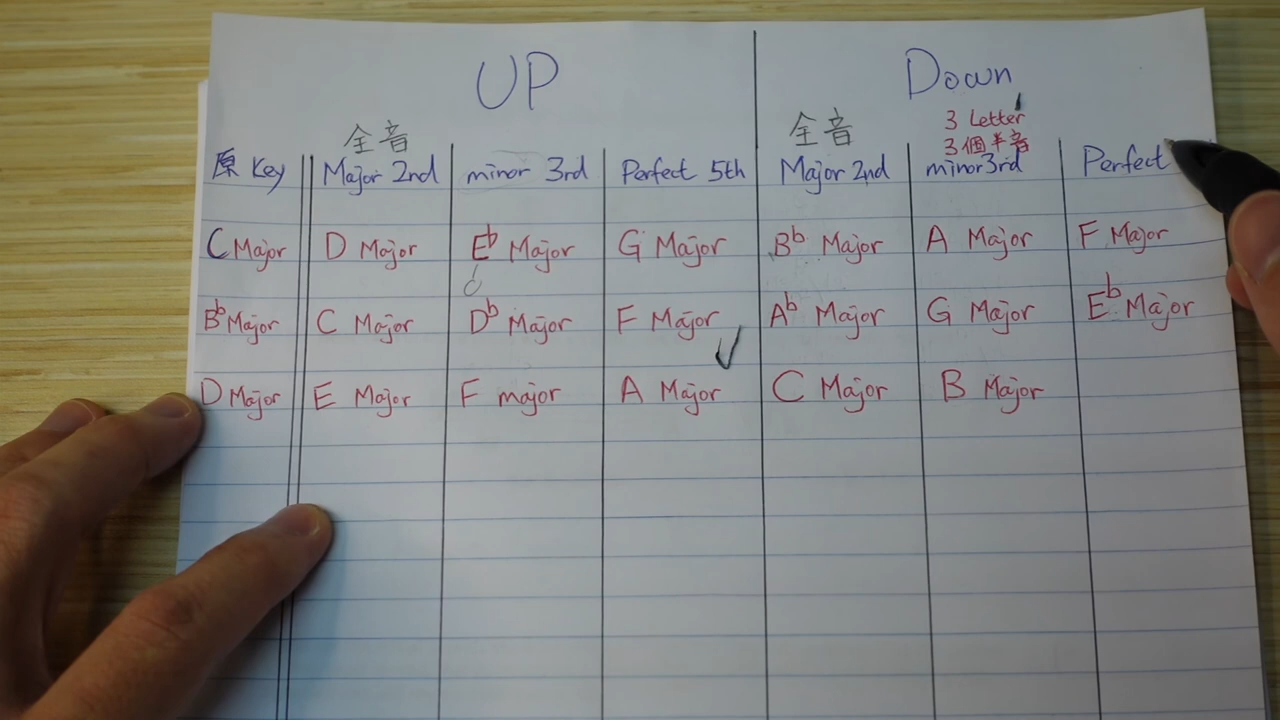 UP Down
全音 全音 3 Letter
3個半音
原 Key Major 2nd minor 3rd Perfect 5th Major 2nd minor 3rd Perfect
C Major D Major E♭ Major G Major B♭ Major A Major F Major
B♭ Major C Major D♭ Major F Major A♭ Major G Major E♭ Major
D Major E Major F major A Major C Major B Major